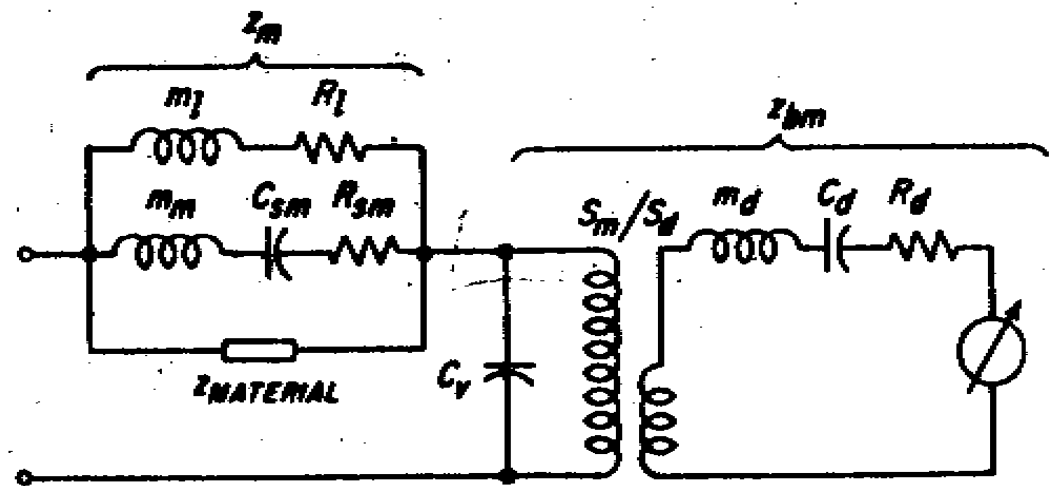 z_m
m_l R_l
z_bm
m_m C_sm R_sm
S_m/S_d m_d C_d R_d
z_MATERIAL
C_v